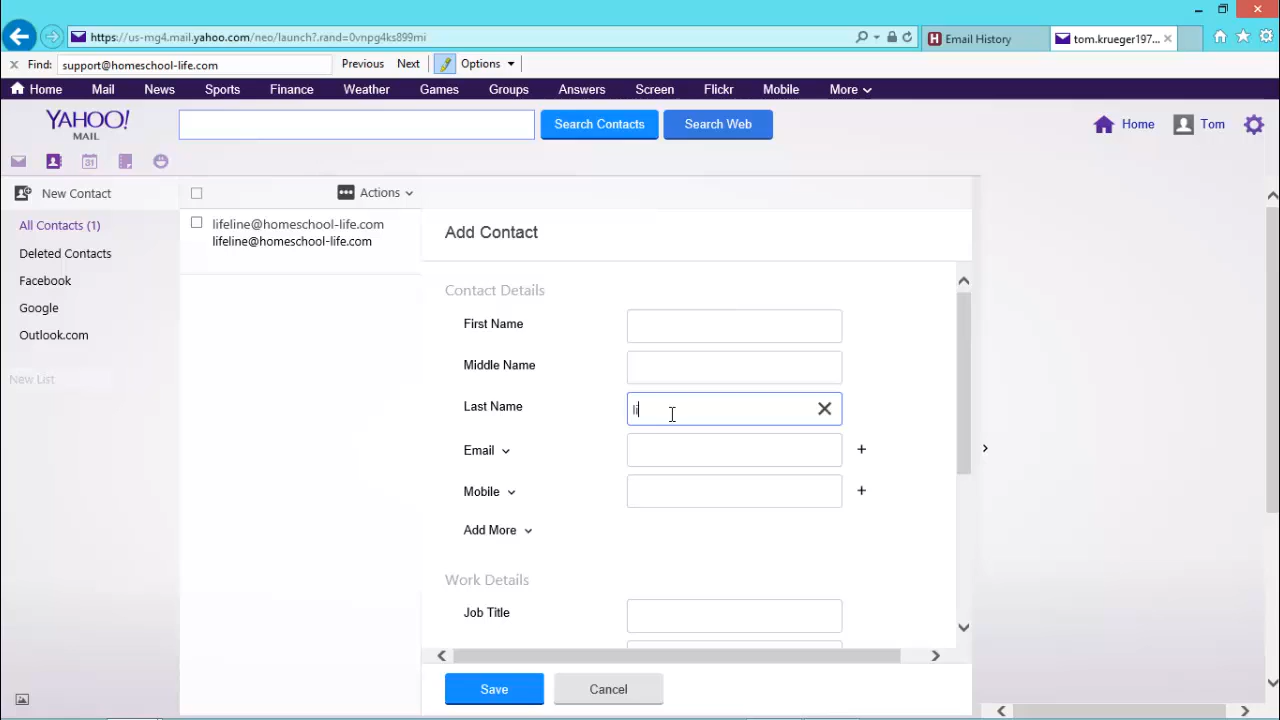 https://us-mg4.mail.yahoo.com/neo/launch?.rand=0vnpg4ks899mi
Email History
tom.krueger197...
Find: support@homeschool-life.com Previous Next Options
Home Mail News Sports Finance Weather Games Groups Answers Screen Flickr Mobile More
YAHOO!
MAIL
Search Contacts
Search Web
Home
Tom
31
New Contact
Actions
All Contacts (1)
Deleted Contacts
Facebook
Google
Outlook.com
New List
lifeline@homeschool-life.com
lifeline@homeschool-life.com
Add Contact
Contact Details
First Name
Middle Name
Last Name li
Email
Mobile
Add More
Work Details
Job Title
Save
Cancel